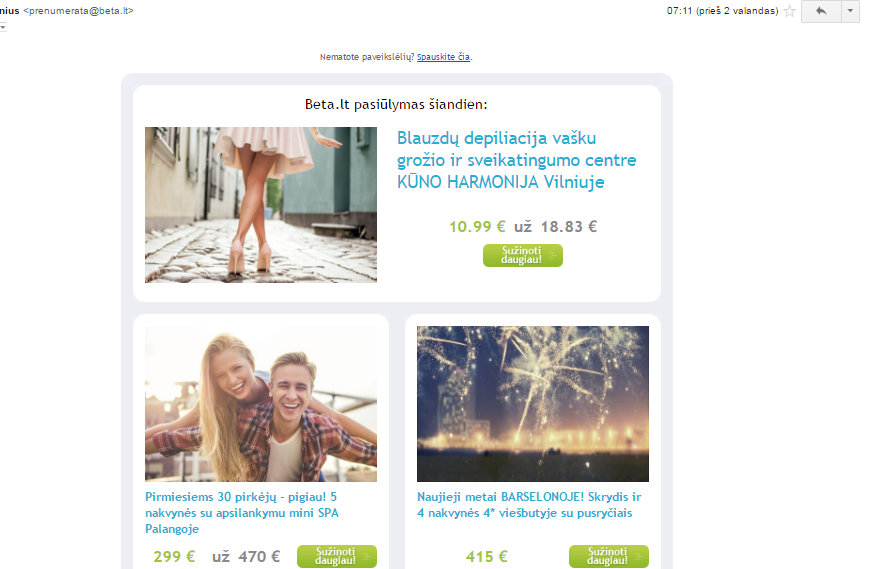 nius <prenumerata@beta.lt>
07:11 (prieš 2 valandas)
Nematote paveikslėlių? Spauskite čia.
Beta.lt pasiūlymas šiandien:
Blauzdų depiliacija vašku
grožio ir sveikatingumo centre
KŪNO HARMONIJA Vilniuje
10.99 € už 18.83 €
Sužinoti
daugiau!
Pirmiesiems 30 pirkėjų - pigiau! 5
nakvynės su apsilankymu mini SPA
Palangoje
299 € už 470 €
Sužinoti
daugiau!
Naujieji metai BARSELONOJE! Skrydis ir
4 nakvynės 4* viešbutyje su pusryčiais
415 €
Sužinoti
daugiau!